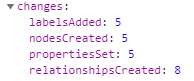 ▼ changes:
labelsAdded: 5
nodesCreated: 5
propertiesSet: 5
relationshipsCreated: 8